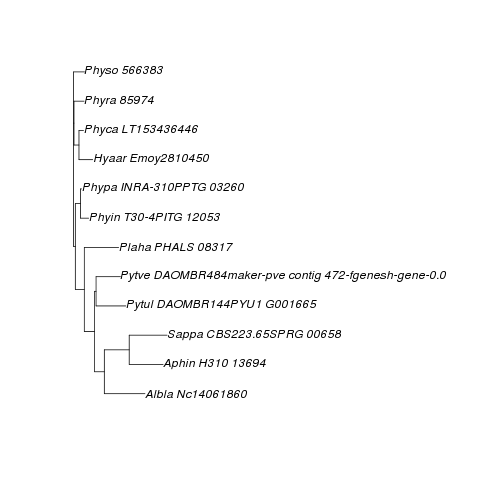 Physo 566383
Phyra 85974
Phyca LT153436446
Hyaar Emoy2810450
Phypa INRA-310PPTG 03260
Phyin T30-4PITG 12053
Plaha PHALS 08317
Pytve DAOMBR484maker-pve contig 472-fgenesh-gene-0.0
Pytul DAOMBR144PYU1 G001665
Sappa CBS223.65SPRG 00658
Aphin H310 13694
Albla Nc14061860